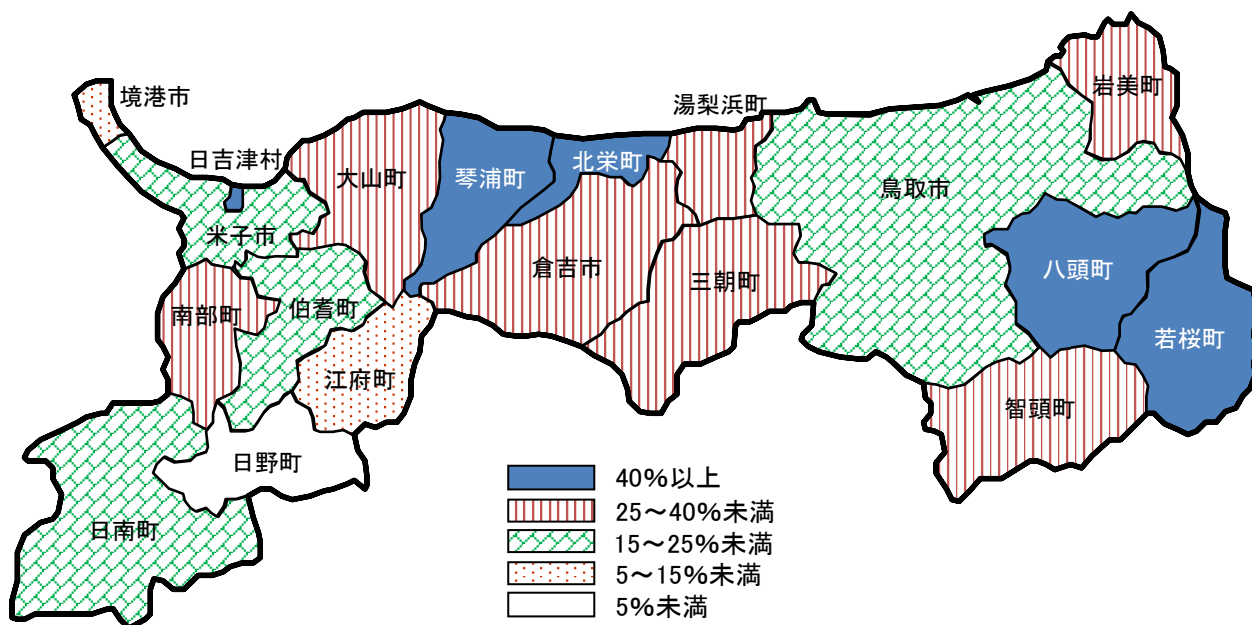 岩美町
境港市
湯梨浜町
日吉津村
北栄町
大山町
琴浦町
鳥取市
米子市
倉吉市
八頭町
三朝町
伯耆町
南部町
若桜町
江府町
智頭町
日野町
日南町
40%以上
25～40%未満
15～25%未満
5～15%未満
5%未満